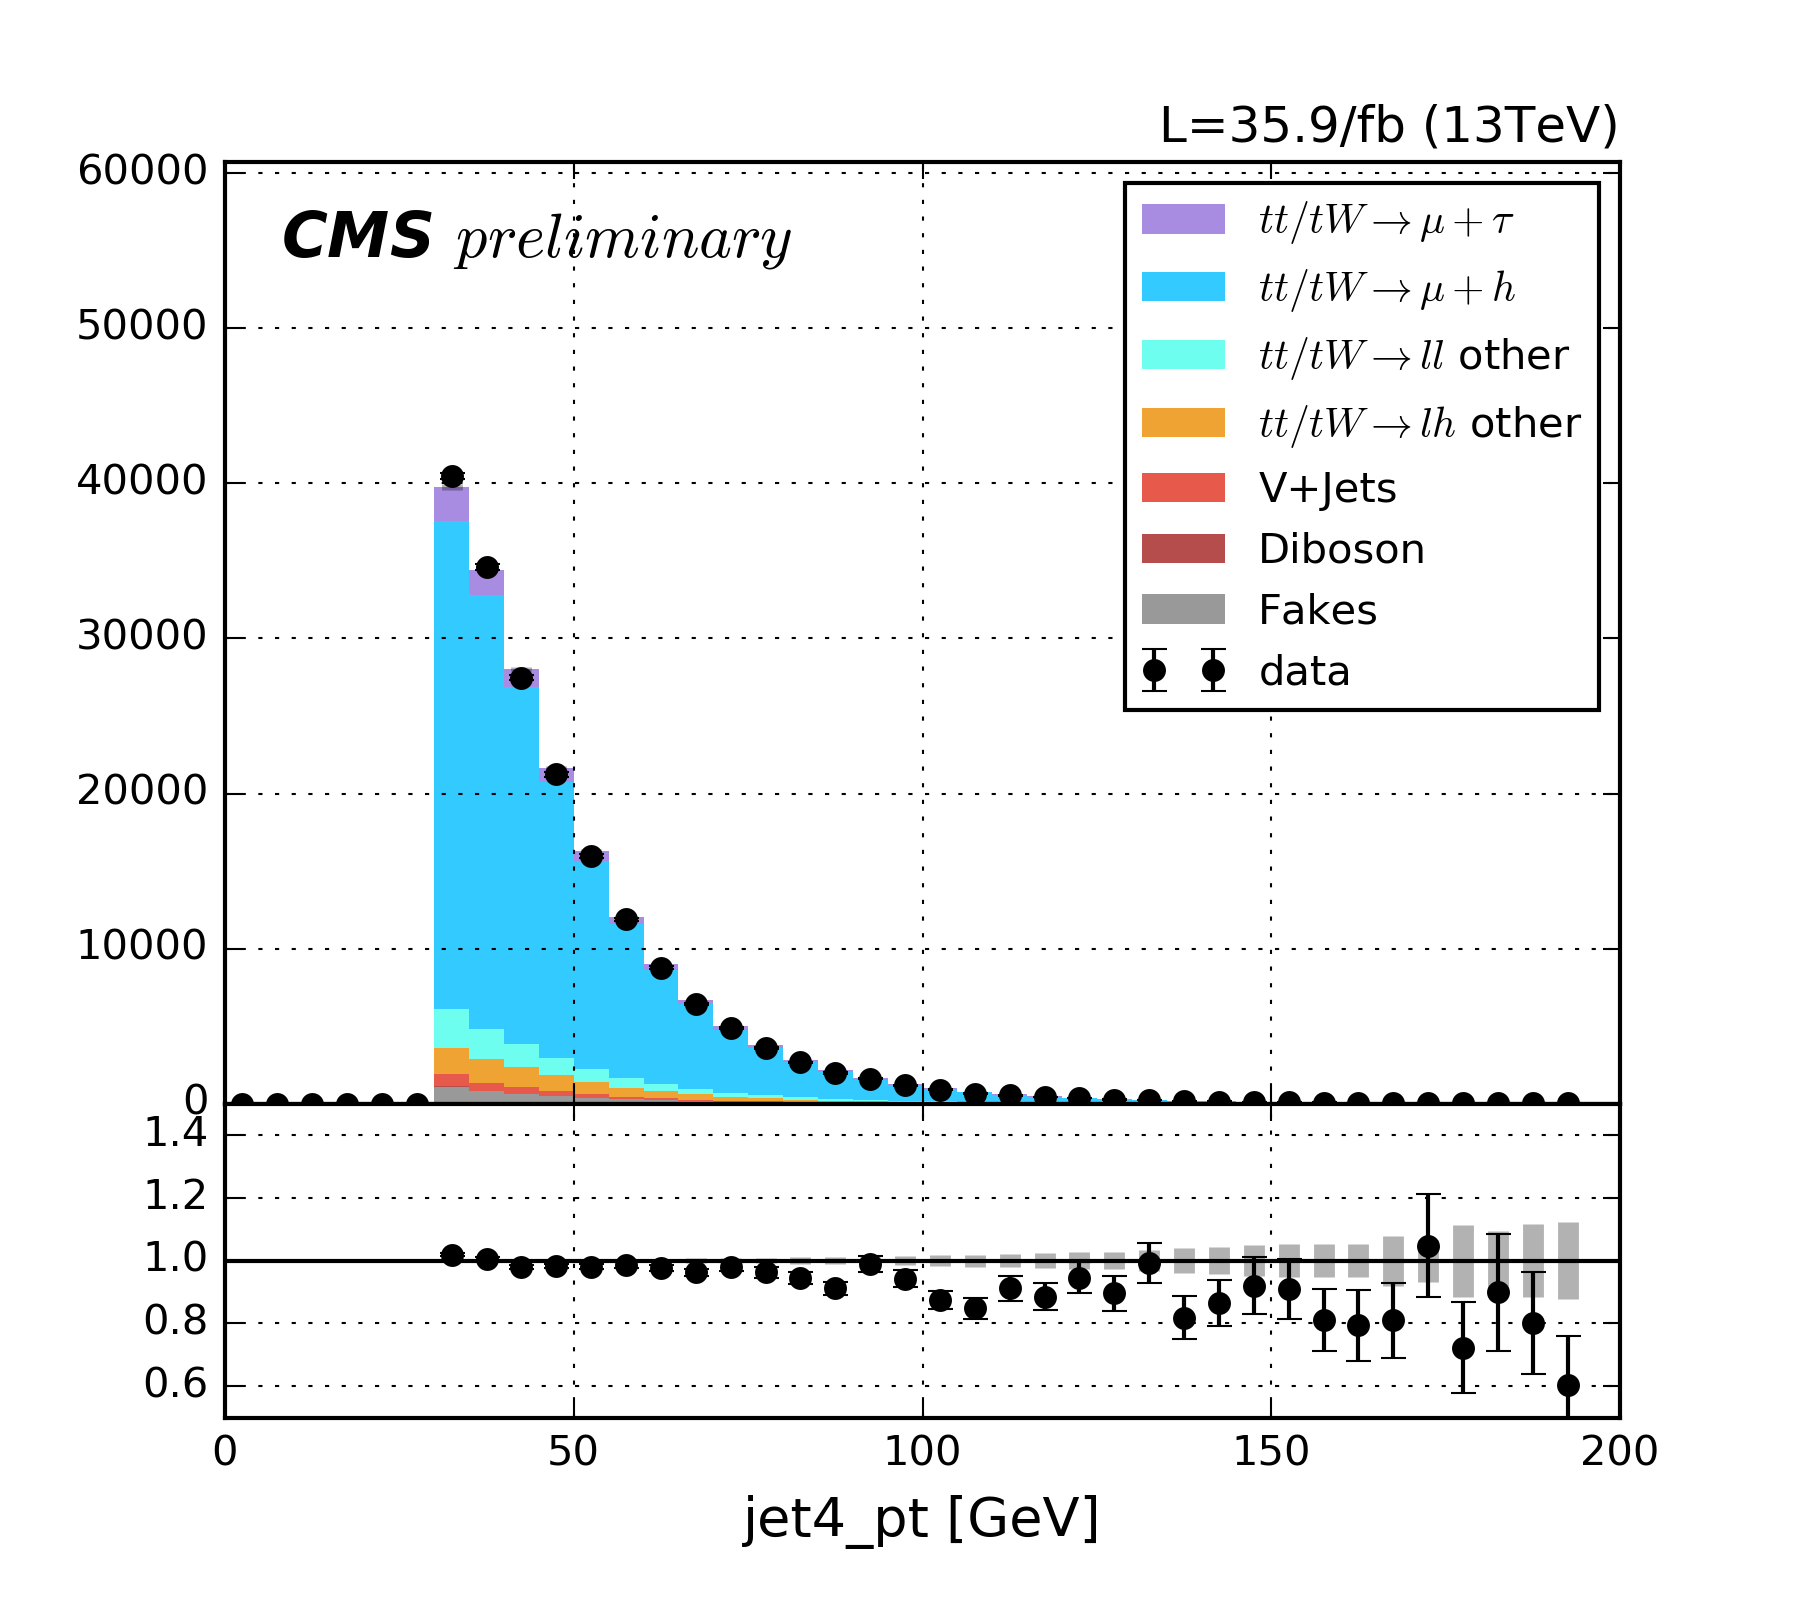 L=35.9/fb (13TeV)
CMS preliminary
60000
50000
40000
30000
20000
10000
0
tt/tW→μ+τ
tt/tW→μ+h
tt/tW→ll other
tt/tW→lh other
V+Jets
Diboson
Fakes
data
1.4
1.2
1.0
0.8
0.6
0 50 100 150 200
jet4_pt [GeV]